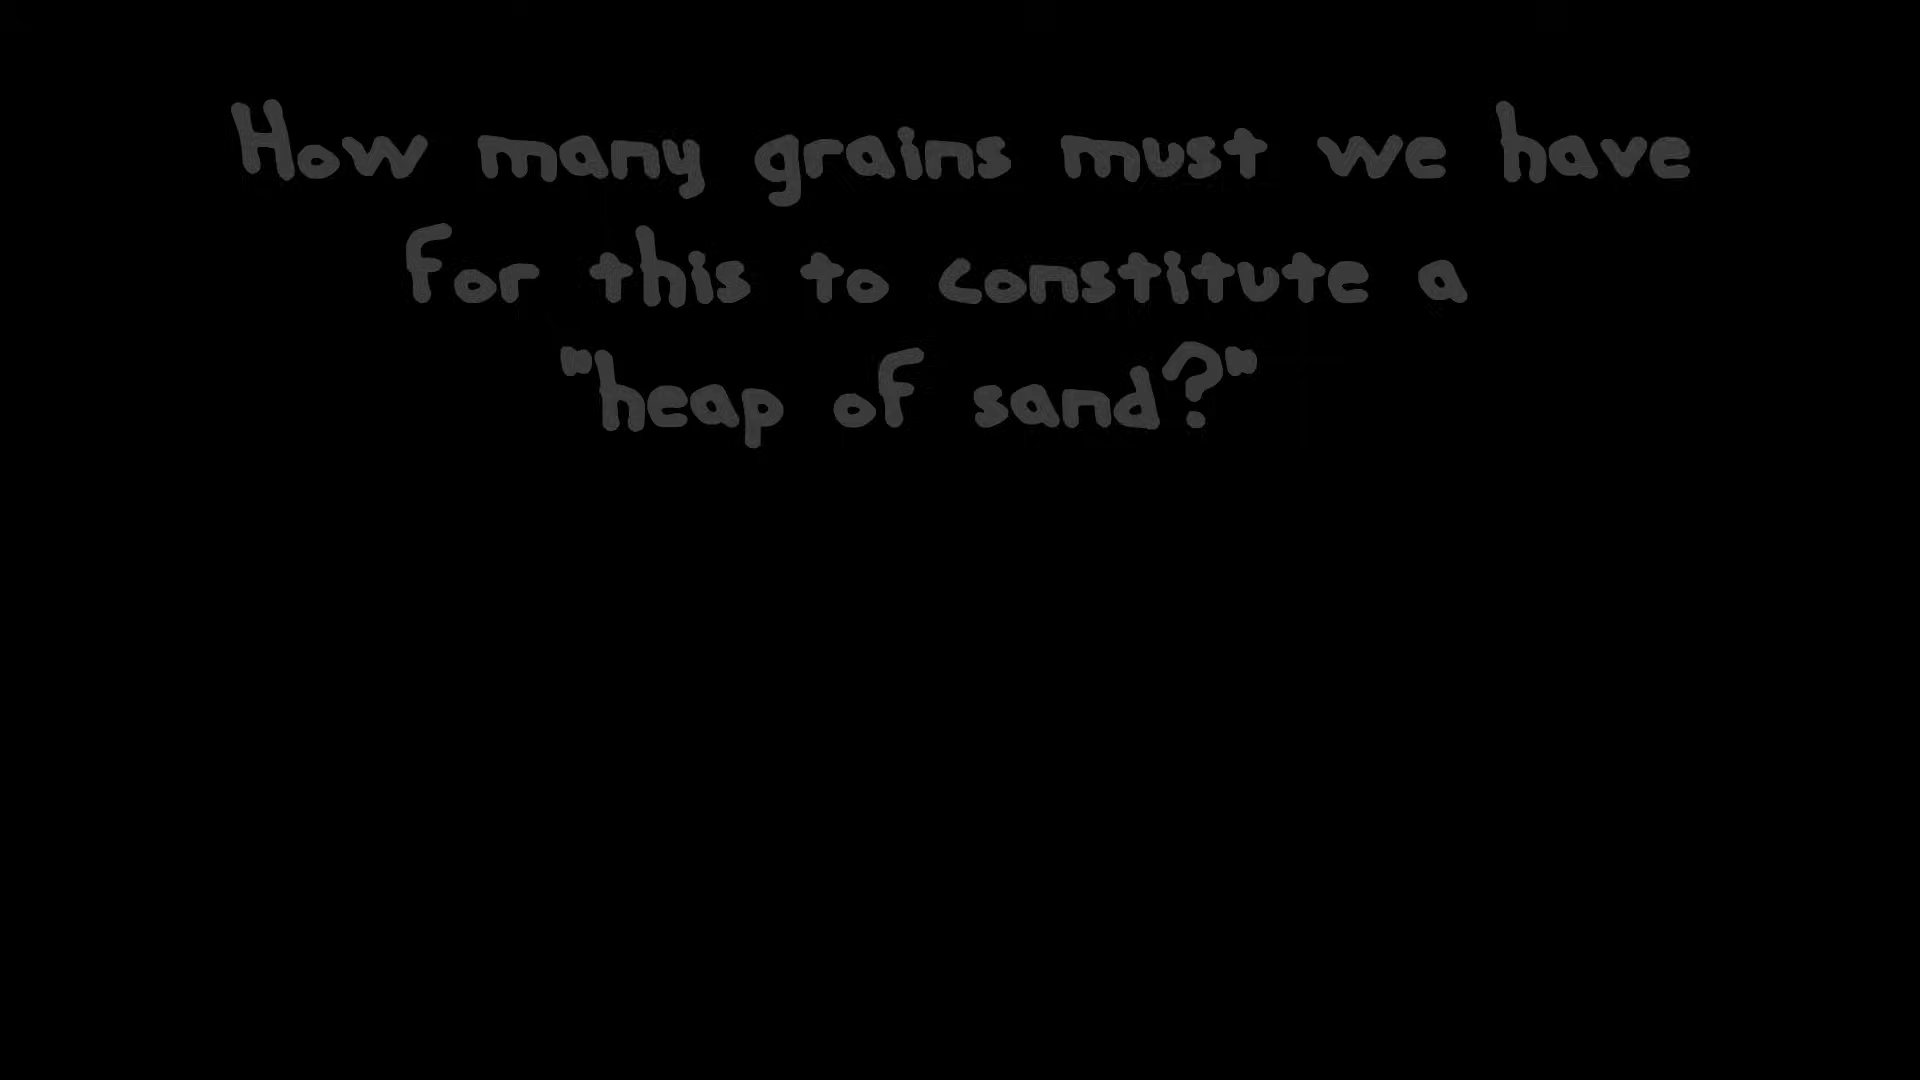 How many grains must we have
for this to constitute a
"heap of sand?"